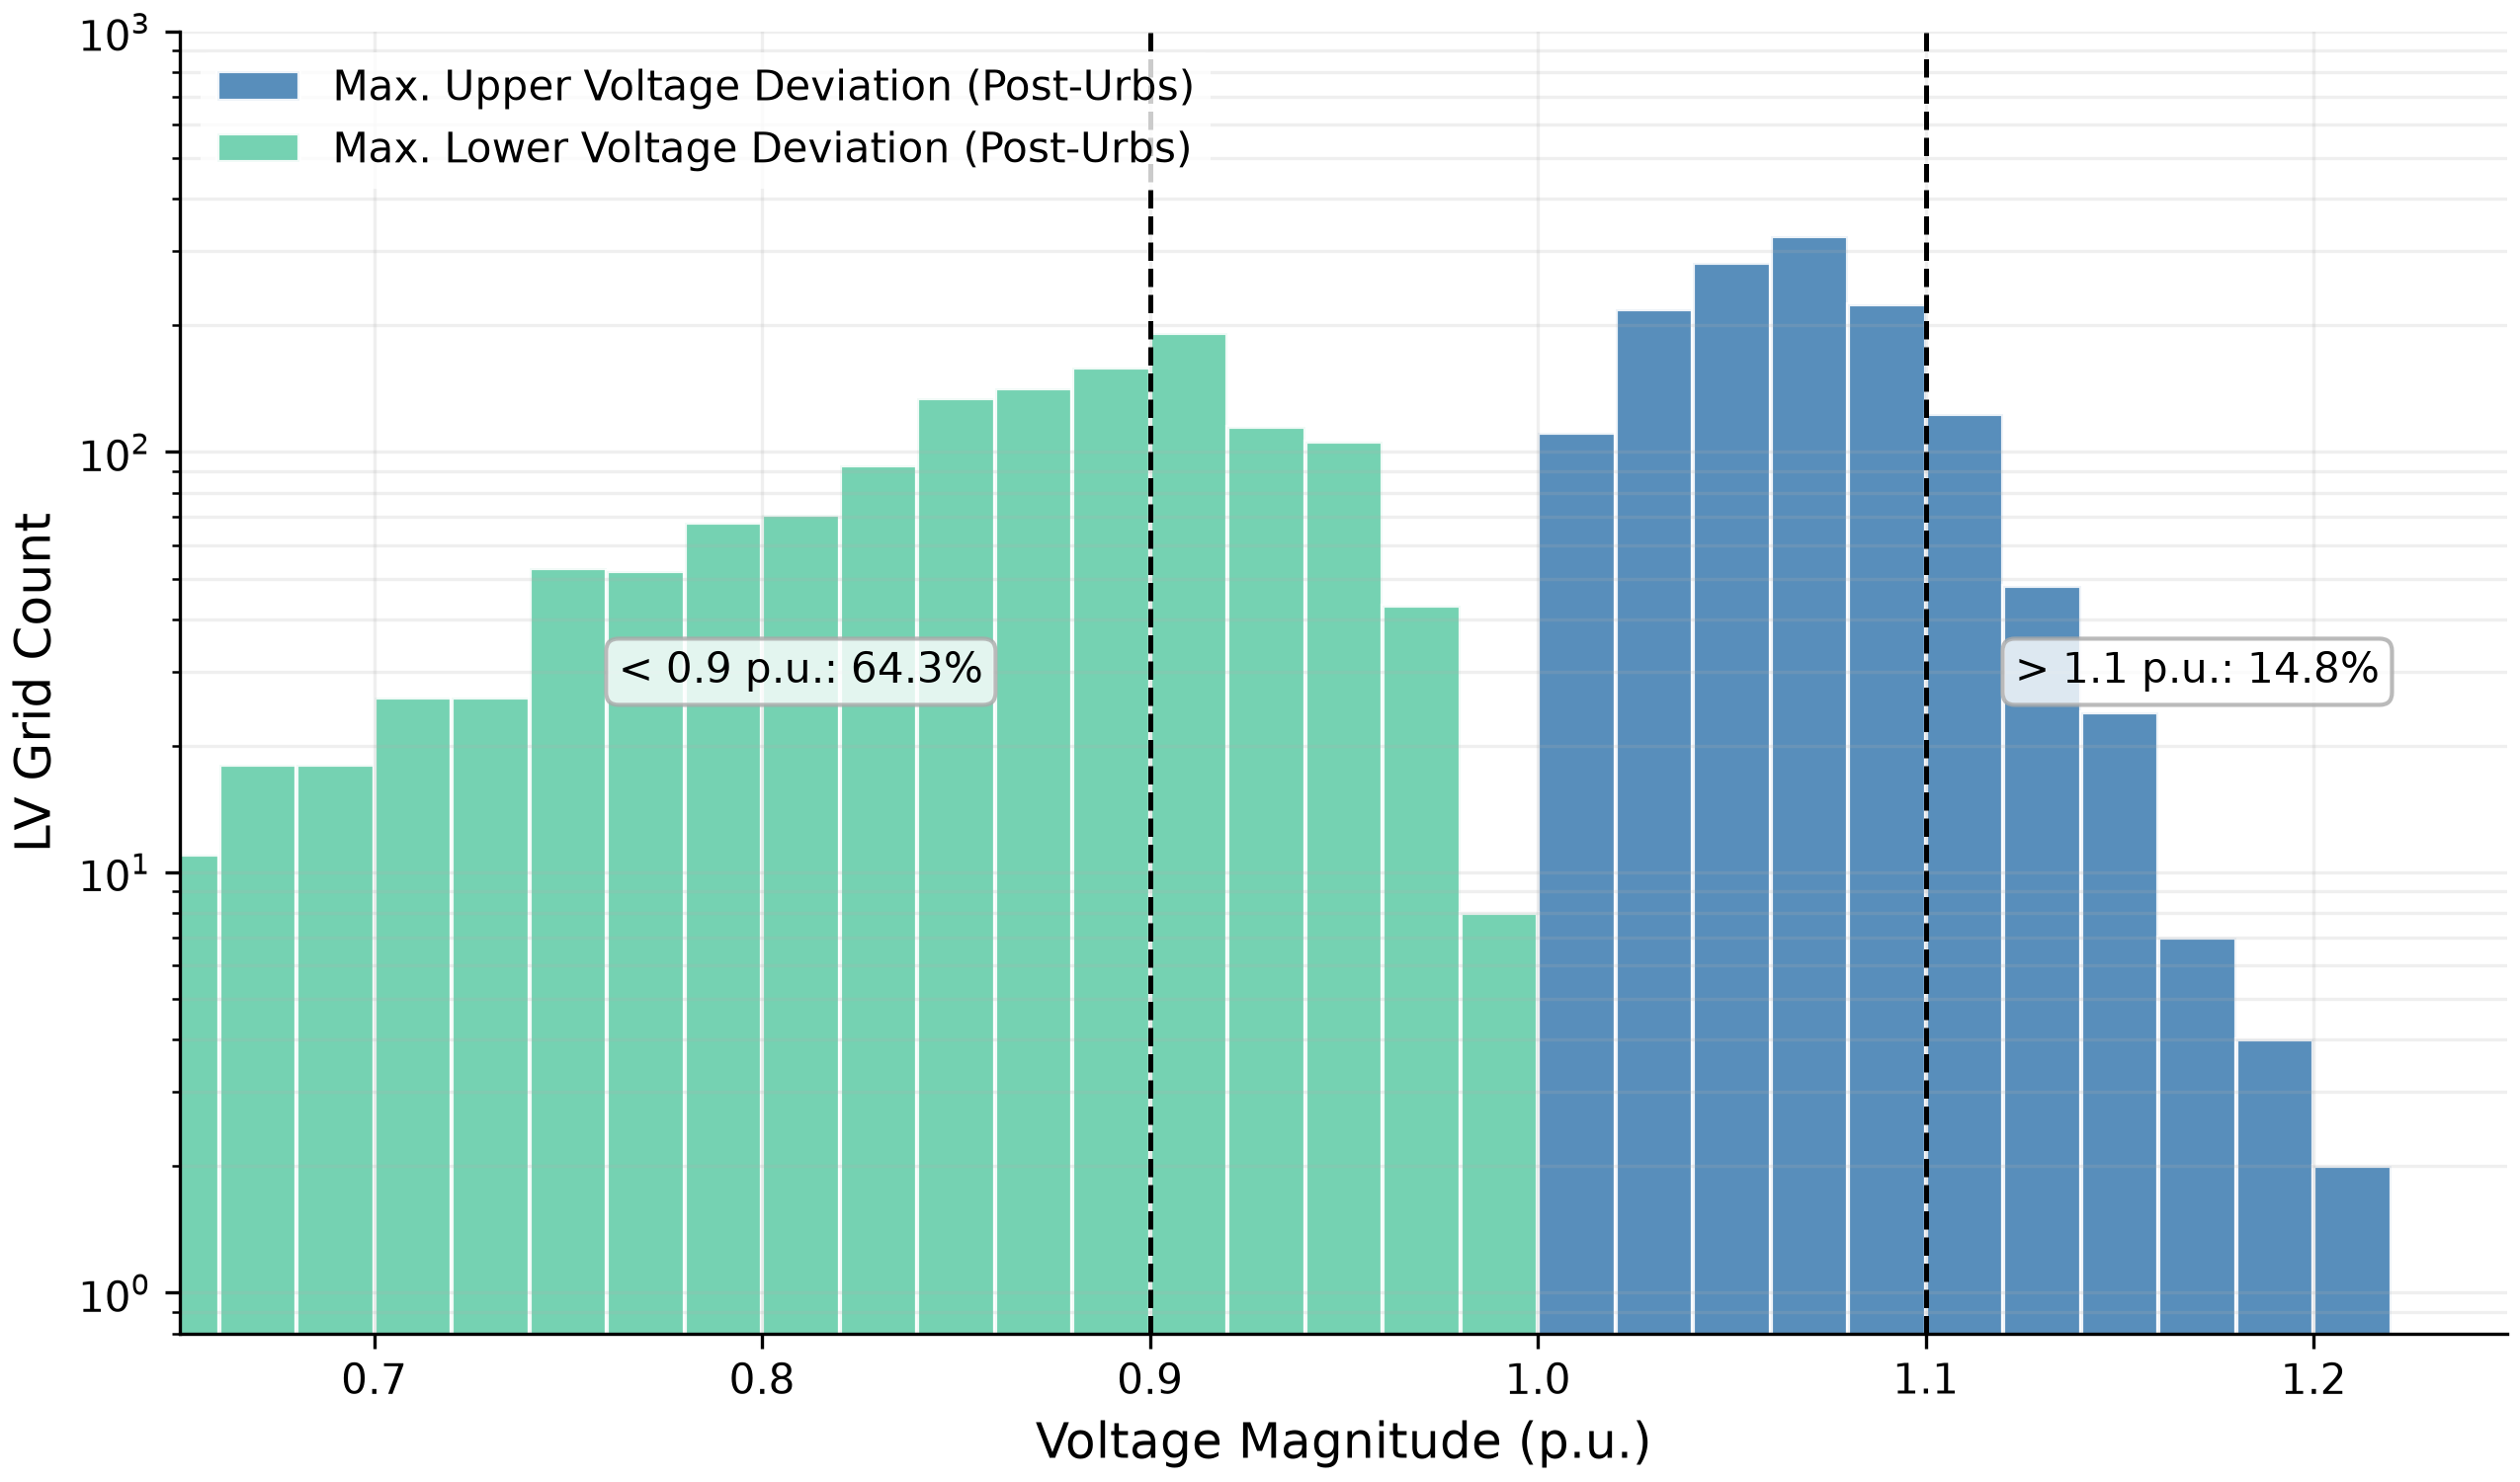 Max. Upper Voltage Deviation (Post-Urbs)
Max. Lower Voltage Deviation (Post-Urbs)
10³
10²
10¹
10⁰
LV Grid Count
< 0.9 p.u.: 64.3%
> 1.1 p.u.: 14.8%
0.7 0.8 0.9 1.0 1.1 1.2
Voltage Magnitude (p.u.)